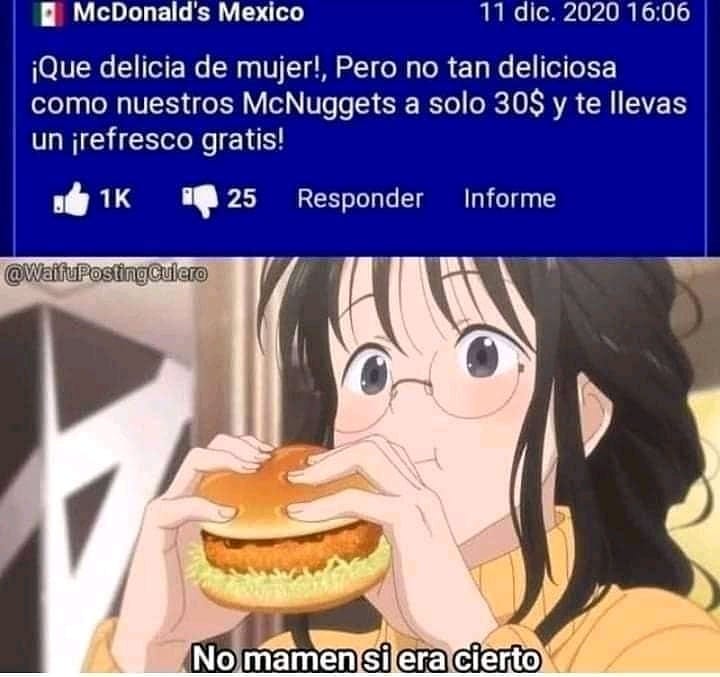 McDonald's Mexico 11 dic. 2020 16:06
¡Que delicia de mujer!, Pero no tan deliciosa
como nuestros McNuggets a solo 30$ y te llevas
un ¡refresco gratis!
1K 25 Responder Informe
@WaifuPostingCulero
No mamen si era cierto